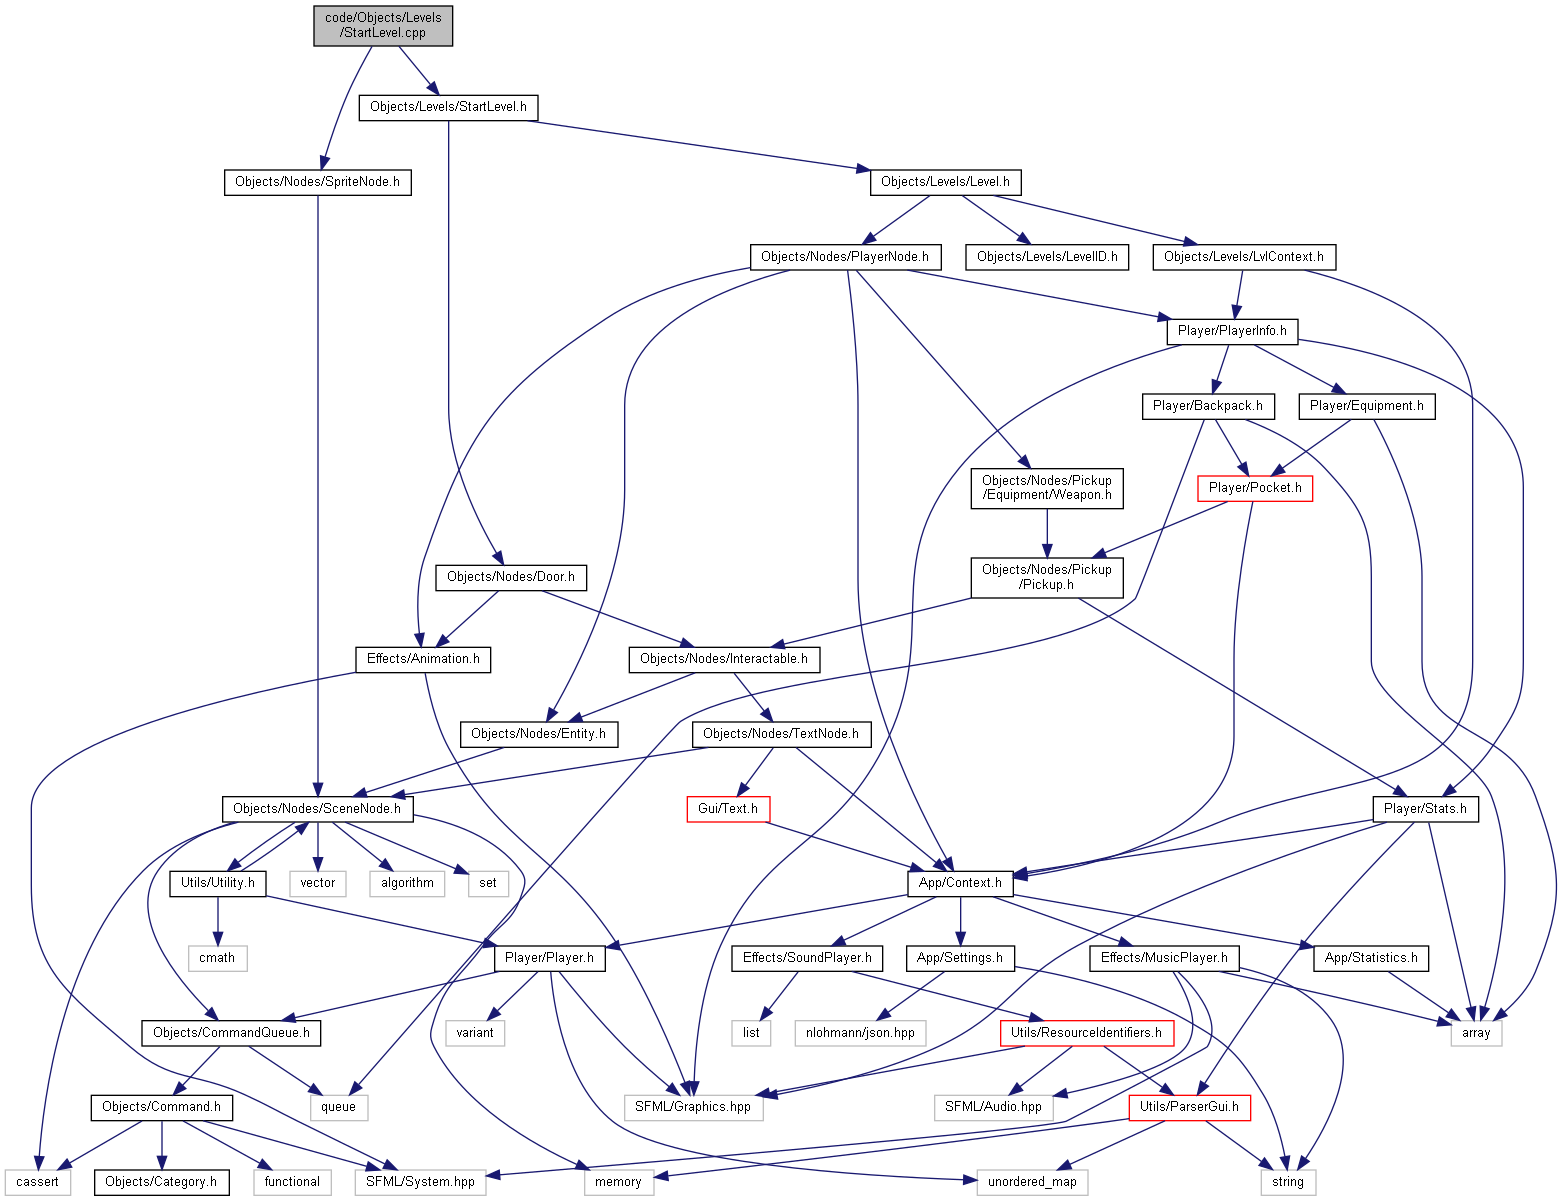 code/Objects/Levels
/StartLevel.cpp
Objects/Levels/StartLevel.h
Objects/Nodes/SpriteNode.h
Objects/Levels/Level.h
Objects/Nodes/PlayerNode.h
Objects/Levels/LevelID.h
Objects/Levels/LvlContext.h
Player/PlayerInfo.h
Player/Backpack.h
Player/Equipment.h
Objects/Nodes/Pickup
/Equipment/Weapon.h
Player/Pocket.h
Objects/Nodes/Door.h
Objects/Nodes/Pickup
/Pickup.h
Effects/Animation.h
Objects/Nodes/Interactable.h
Objects/Nodes/Entity.h
Objects/Nodes/TextNode.h
Objects/Nodes/SceneNode.h
Gui/Text.h
Player/Stats.h
Utils/Utility.h
vector
algorithm
set
App/Context.h
cmath
Player/Player.h
Effects/SoundPlayer.h
App/Settings.h
Effects/MusicPlayer.h
App/Statistics.h
Objects/CommandQueue.h
variant
list
nlohmann/json.hpp
Utils/ResourceIdentifiers.h
array
Objects/Command.h
queue
SFML/Graphics.hpp
SFML/Audio.hpp
Utils/ParserGui.h
cassert
Objects/Category.h
functional
SFML/System.hpp
memory
unordered_map
string